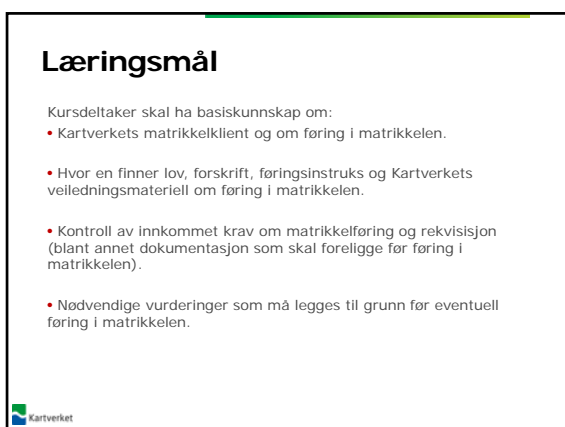 Læringsmål
Kursdeltaker skal ha basiskunnskap om:
• Kartverkets matrikkelklient og om føring i matrikkelen.
• Hvor en finner lov, forskrift, føringsinstruks og Kartverkets
veiledningsmateriell om føring i matrikkelen.
• Kontroll av innkommet krav om matrikkelføring og rekvisisjon
(blant annet dokumentasjon som skal foreligge før føring i
matrikkelen).
• Nødvendige vurderinger som må legges til grunn før eventuell
føring i matrikkelen.
Kartverket